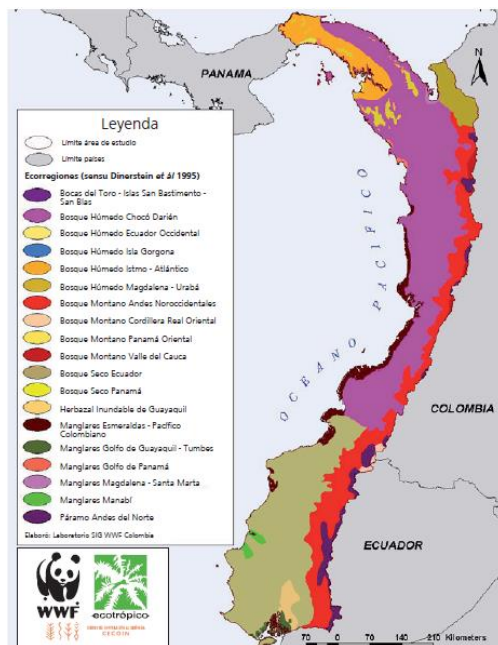 PANAMA
N
Leyenda
Límite área de estudio
Límite países
Ecorregiones (sensu Dinerstein et ál 1995)
Bocas del Toro - Islas San Bastimento -
San Blas
Bosque Húmedo Chocó Darién
Bosque Húmedo Ecuador Occidental
Bosque Húmedo Isla Gorgona
Bosque Húmedo Istmo - Atlántico
Bosque Húmedo Magdalena - Urabá
Bosque Montano Andes Noroccidentales
Bosque Montano Cordillera Real Oriental
Bosque Montano Panamá Oriental
Bosque Montano Valle del Cauca
Bosque Seco Ecuador
Bosque Seco Panamá
Herbazal Inundable de Guayaquil
Manglares Esmeraldas - Pacífico
Colombiano
Manglares Golfo de Guayaquil - Tumbes
Manglares Golfo de Panamá
Manglares Magdalena - Santa Marta
Manglares Manabí
Páramo Andes del Norte
Elaboró: Laboratorio SIG WWF Colombia
OCEANO PACIFICO
COLOMBIA
ECUADOR
WWF
ecotrópico
CECOIN
70 0 70 140 210 Kilometers